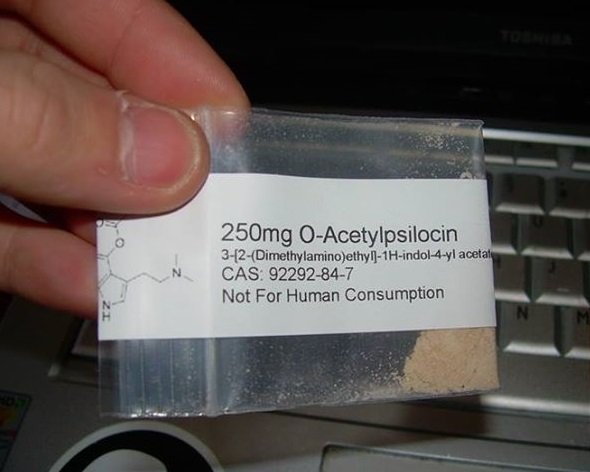 TOSHIBA
250mg O-Acetylpsilocin
3-[2-(Dimethylamino)ethyl]-1H-indol-4-yl acetat
CAS: 92292-84-7
Not For Human Consumption
O
O
N
NH
J
N
M